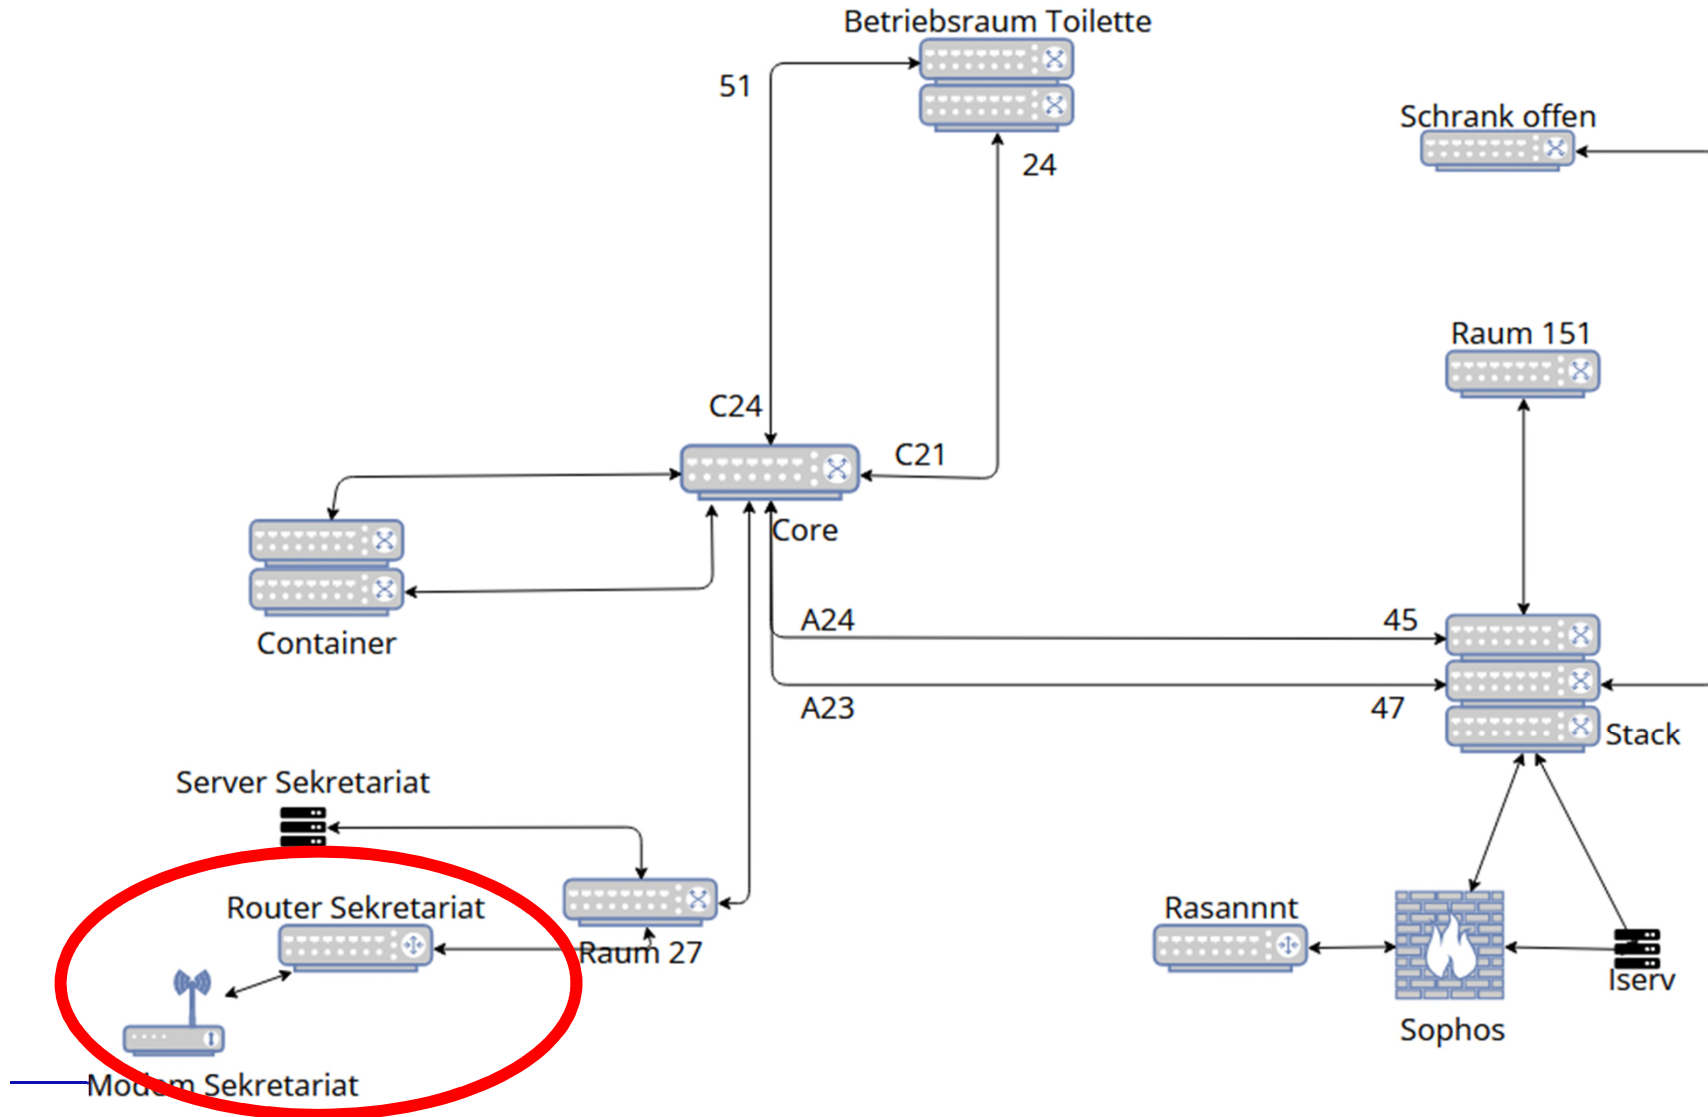 Betriebsraum Toilette
51
Schrank offen
24
Raum 151
C24
C21
Core
A24
45
Container
A23
47
Stack
Server Sekretariat
Router Sekretariat
Rasannnt
Raum 27
Iserv
Sophos
Modem Sekretariat